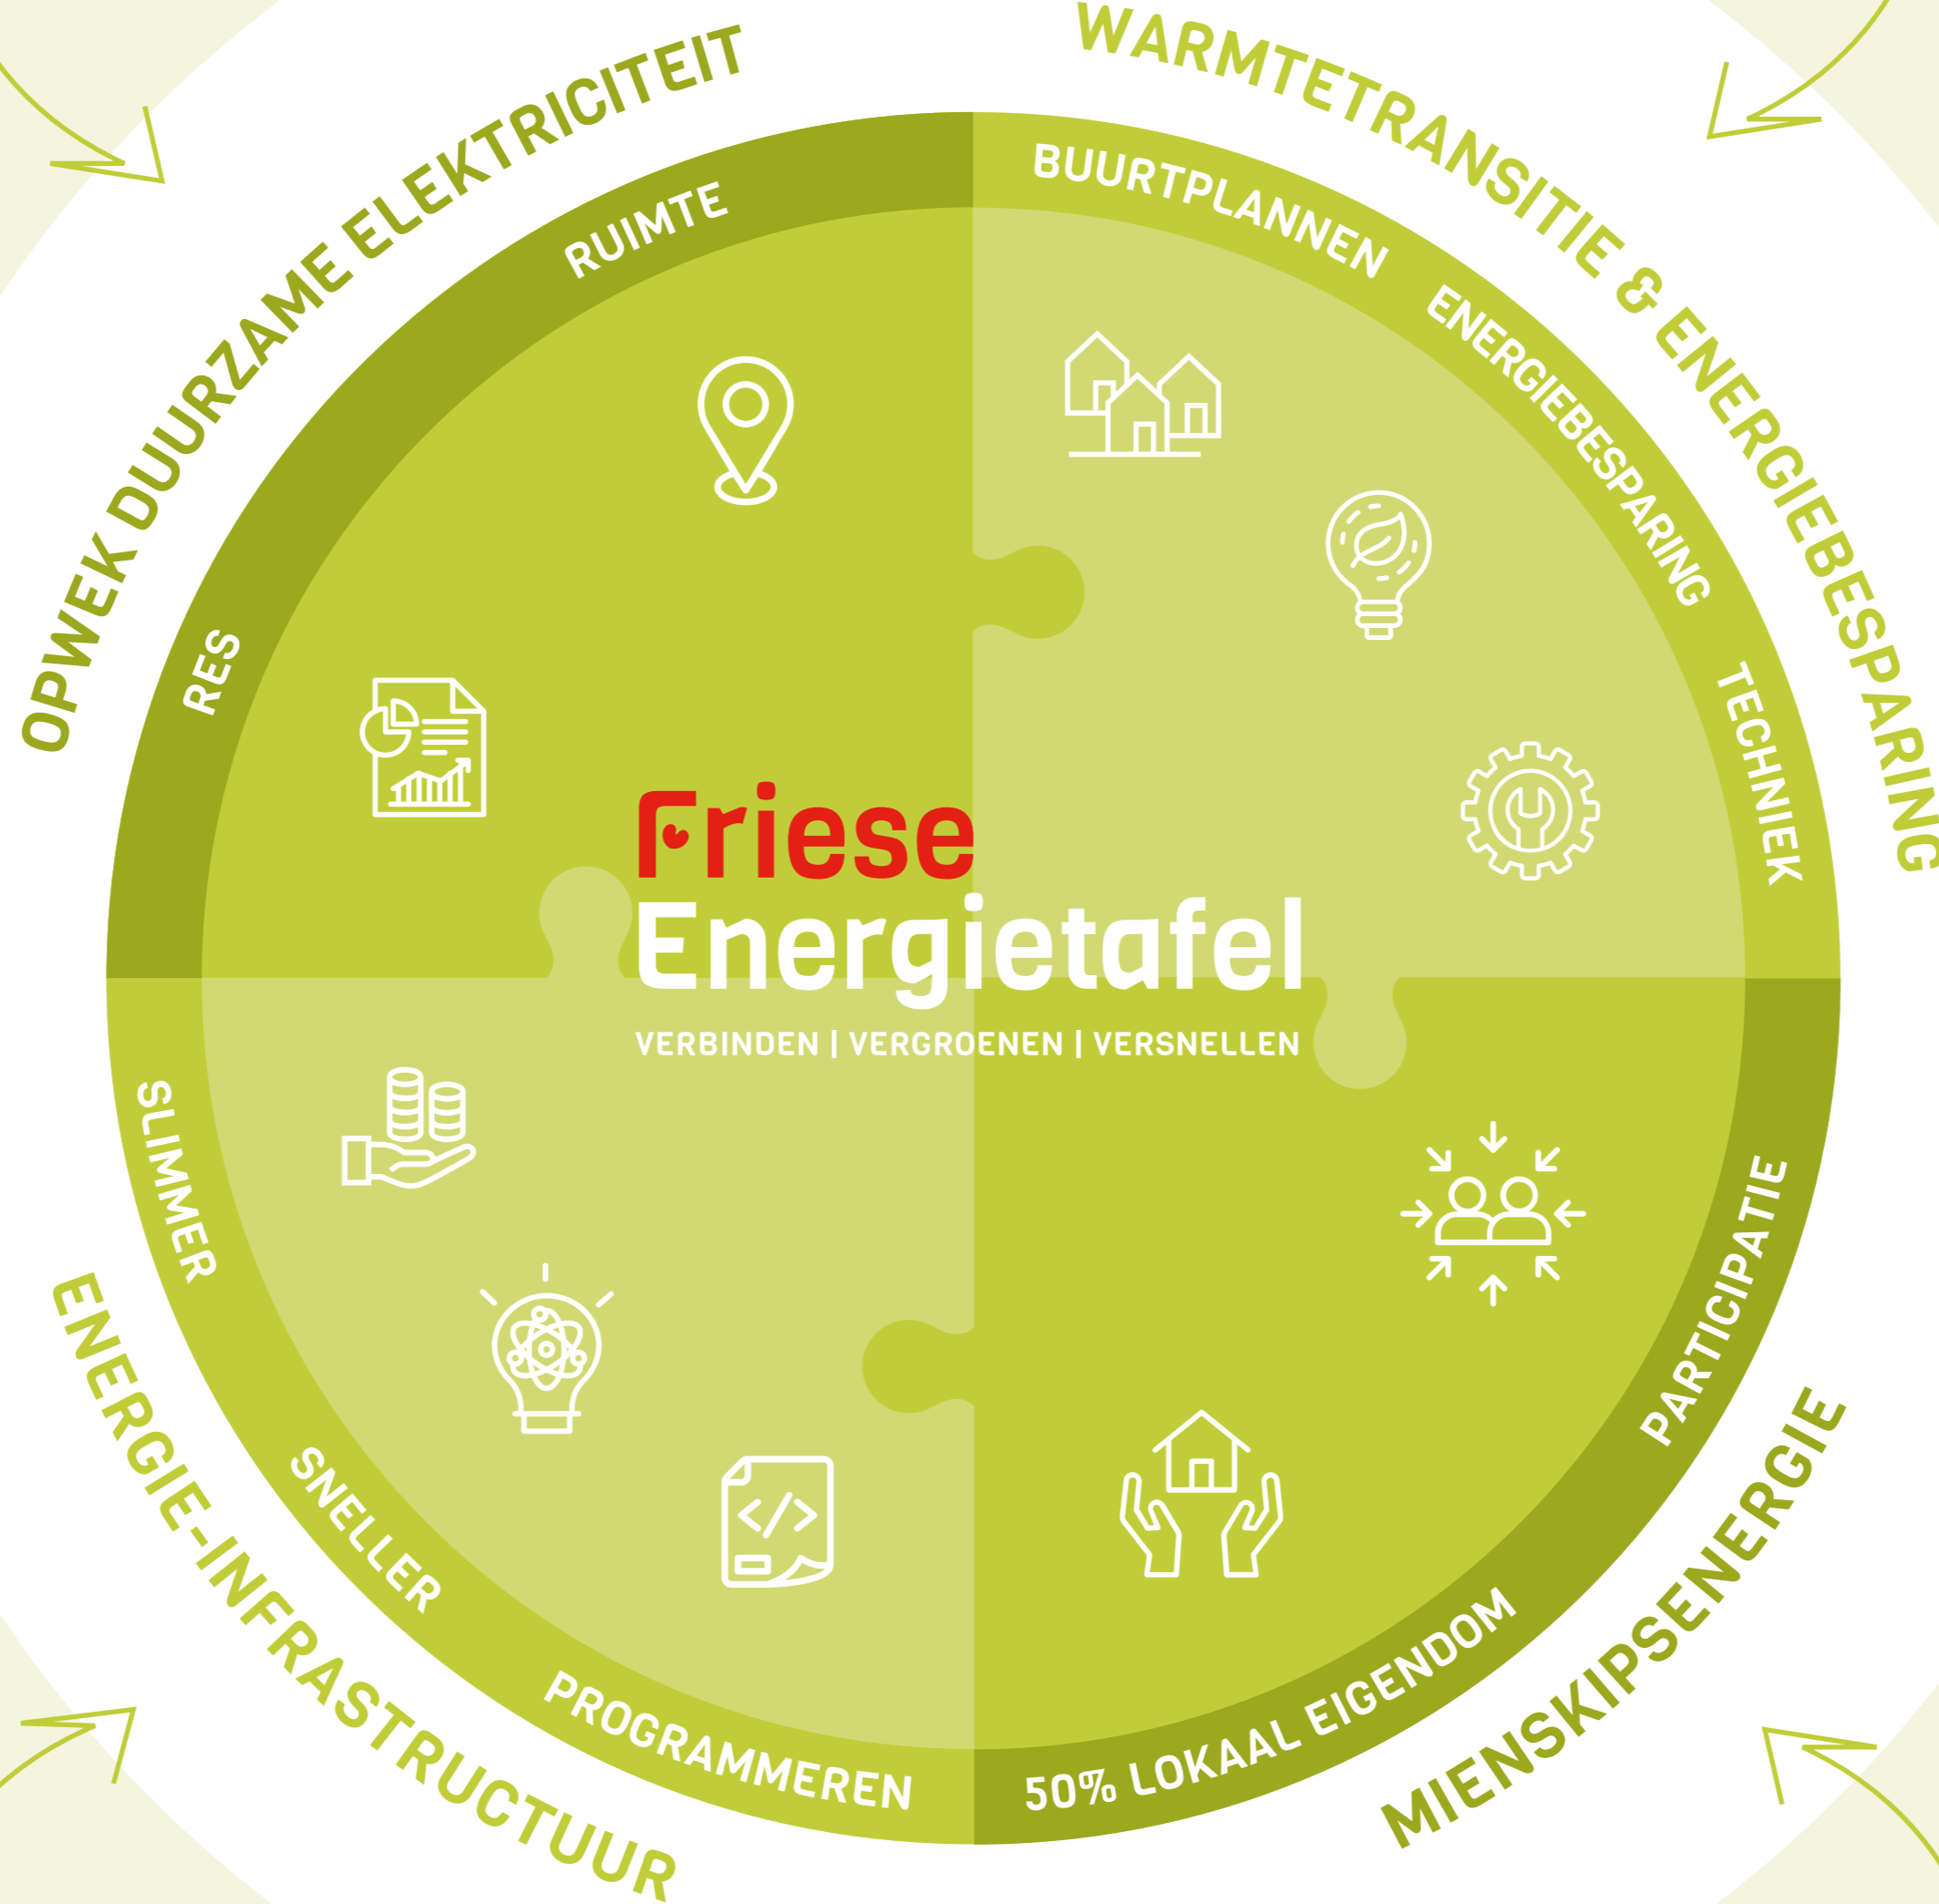 OPWEK DUURZAME ELEKTRICITEIT
WARMTETRANSITIE & ENERGIEBESPARING
RUIMTE
RES
BUURTPLANNEN
ENERGIEBESPARING
TECHNIEK
Friese
Energietafel
VERBINDEN | VERGROENEN | VERSNELLEN
SLIMMER
SNELLER
PROGRAMMEREN
PARTICIPATIE
50% LOKAAL EIGENDOM
ENERGIE-INFRASTRUCTUUR
MIENSKIPSENERGIE